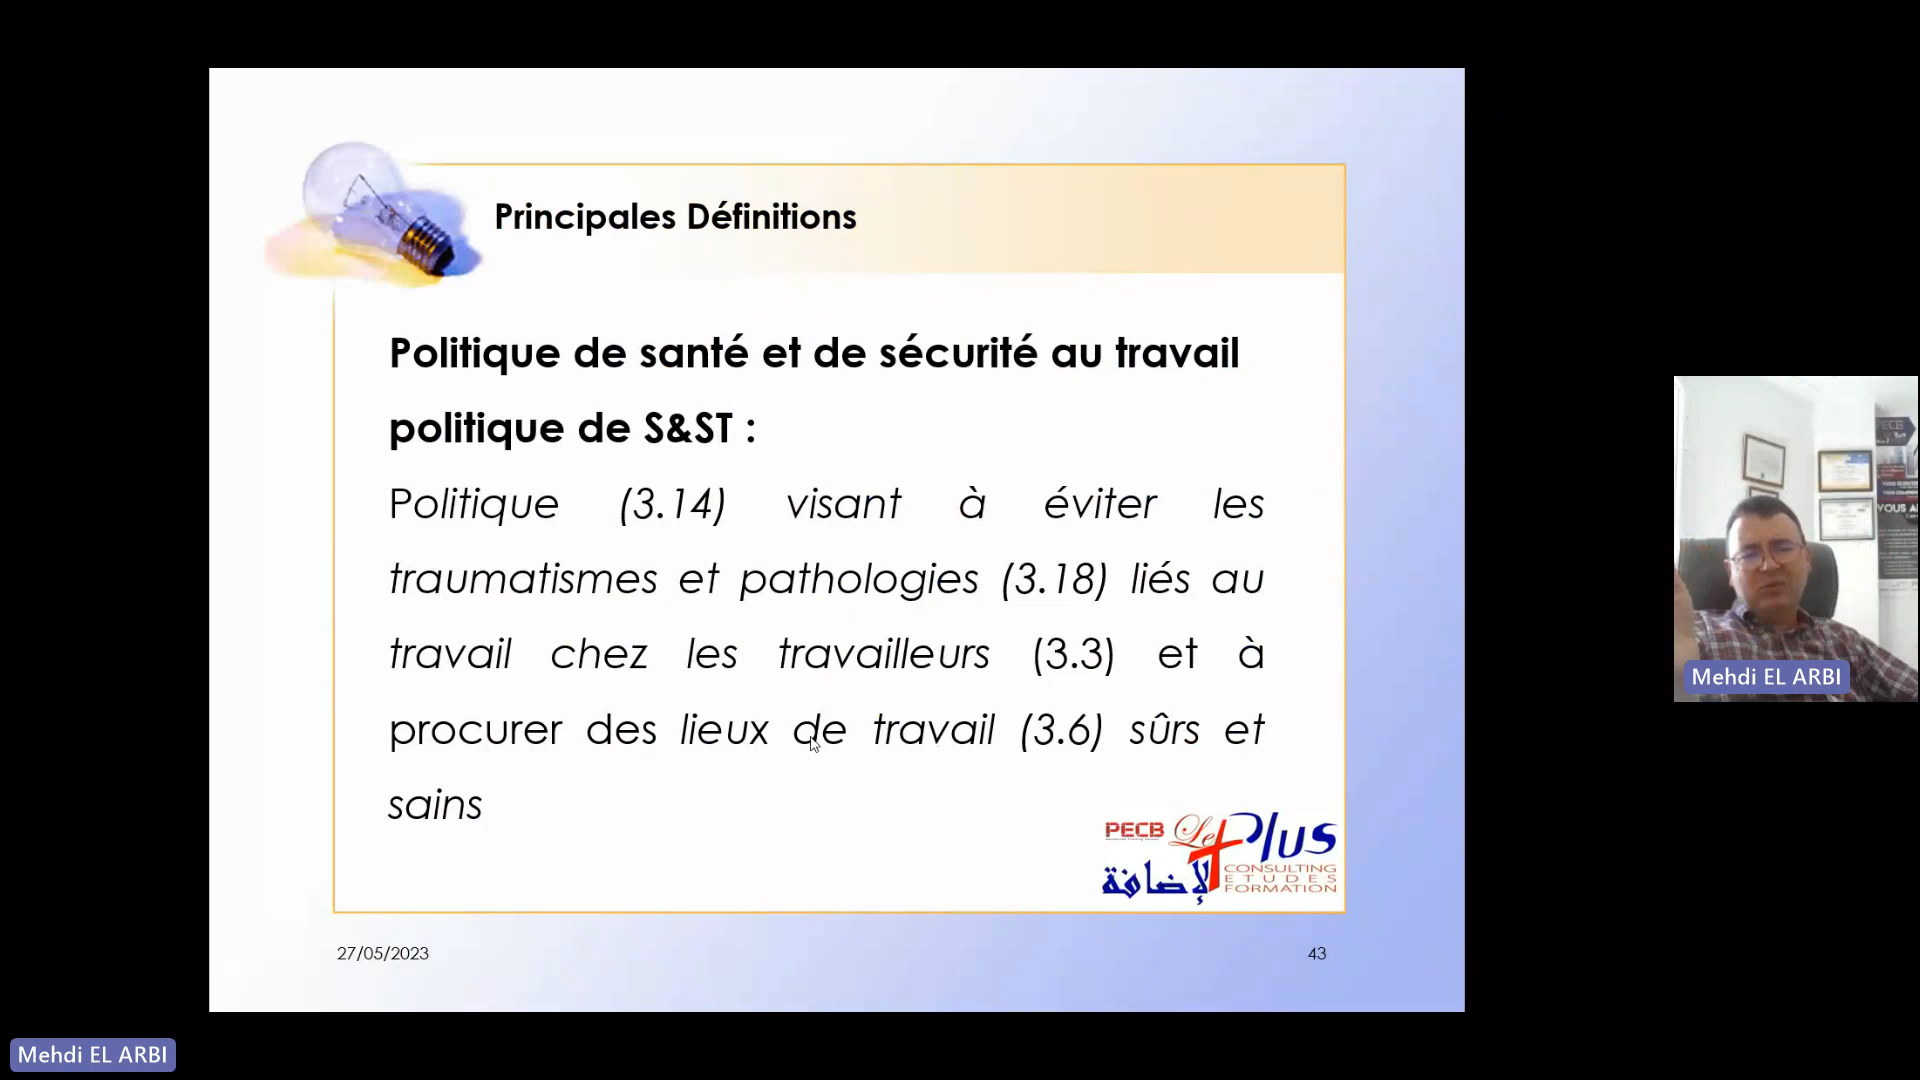 Principales Définitions
Politique de santé et de sécurité au travail
politique de S&ST :
Politique (3.14) visant à éviter les
traumatismes et pathologies (3.18) liés au
travail chez les travailleurs (3.3) et à
procurer des lieux de travail (3.6) sûrs et
sains
PECB Le Plus
الإضافة
CONSULTING
ETUDES
FORMATION
27/05/2023
43
PECB
VOUS A
Mehdi EL ARBI
Mehdi EL ARBI